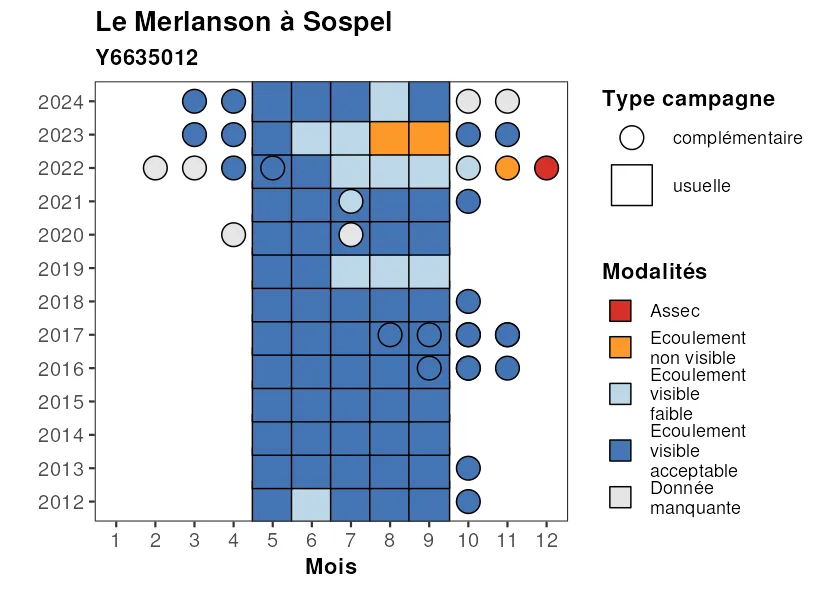 Le Merlanson à Sospel
Y6635012
2024
2023
2022
2021
2020
2019
2018
2017
2016
2015
2014
2013
2012
1 2 3 4 5 6 7 8 9 10 11 12
Mois
Type campagne
complémentaire
usuelle
Modalités
Assec
Ecoulement
non visible
Ecoulement
visible
faible
Ecoulement
visible
acceptable
Donnée
manquante